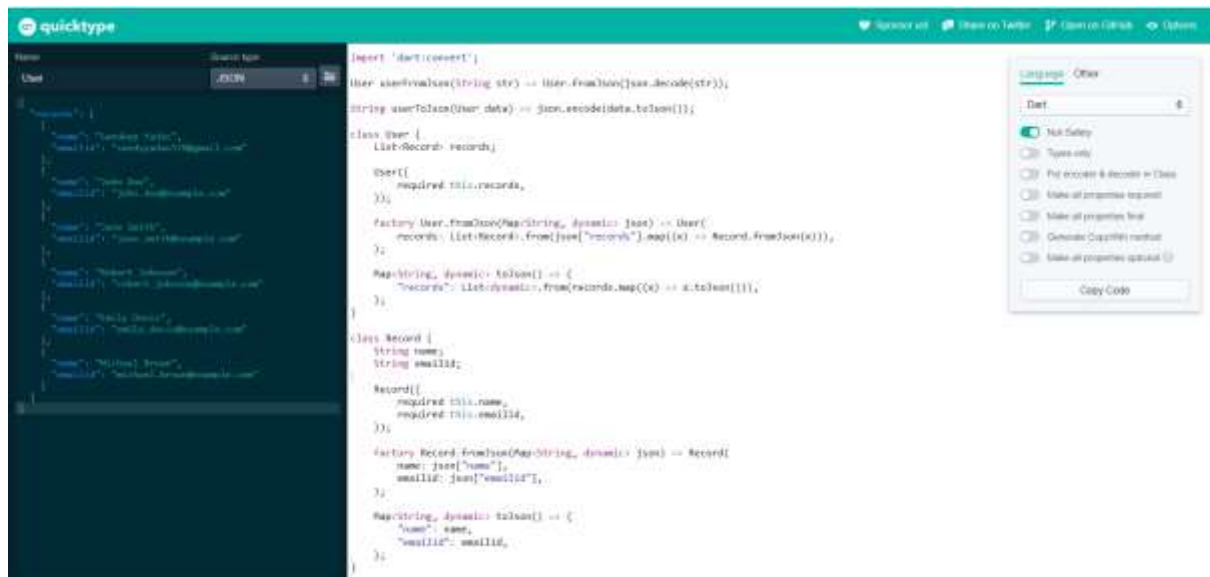 quicktype
Sponsor us! Share on Twitter Open on GitHub Options
Name Source type
User JSON
{
"records": [
{
"name":
"emailid":
},
{
"name": "John Doe",
"emailid": "john.doe@example.com"
},
{
"name": "Jane Smith",
"emailid": "jane.smith@example.com"
},
{
"name": "Robert Johnson",
"emailid": "robert.johnson@example.com"
},
{
"name": "Emily Davis",
"emailid": "emily.davis@example.com"
},
{
"name": "Michael Brown",
"emailid": "michael.brown@example.com"
}
]
}
import 'dart:convert';
User userFromJson(String str) => User.fromJson(json.decode(str));
String userToJson(User data) => json.encode(data.toJson());
class User {
List<Record> records;
User({
required this.records,
});
factory User.fromJson(Map<String, dynamic> json) => User(
records: List<Record>.from(json["records"].map((x) => Record.fromJson(x))),
);
Map<String, dynamic> toJson() => {
"records": List<dynamic>.from(records.map((x) => x.toJson())),
};
}
class Record {
String name;
String emailid;
Record({
required this.name,
required this.emailid,
});
factory Record.fromJson(Map<String, dynamic> json) => Record(
name: json["name"],
emailid: json["emailid"],
);
Map<String, dynamic> toJson() => {
"name": name,
"emailid": emailid,
};
}
Language Other
Dart
Null Safety
Types only
Put encoder & decoder in Class
Make all properties required
Make all properties final
Generate CopyWith method
Make all properties optional
Copy Code